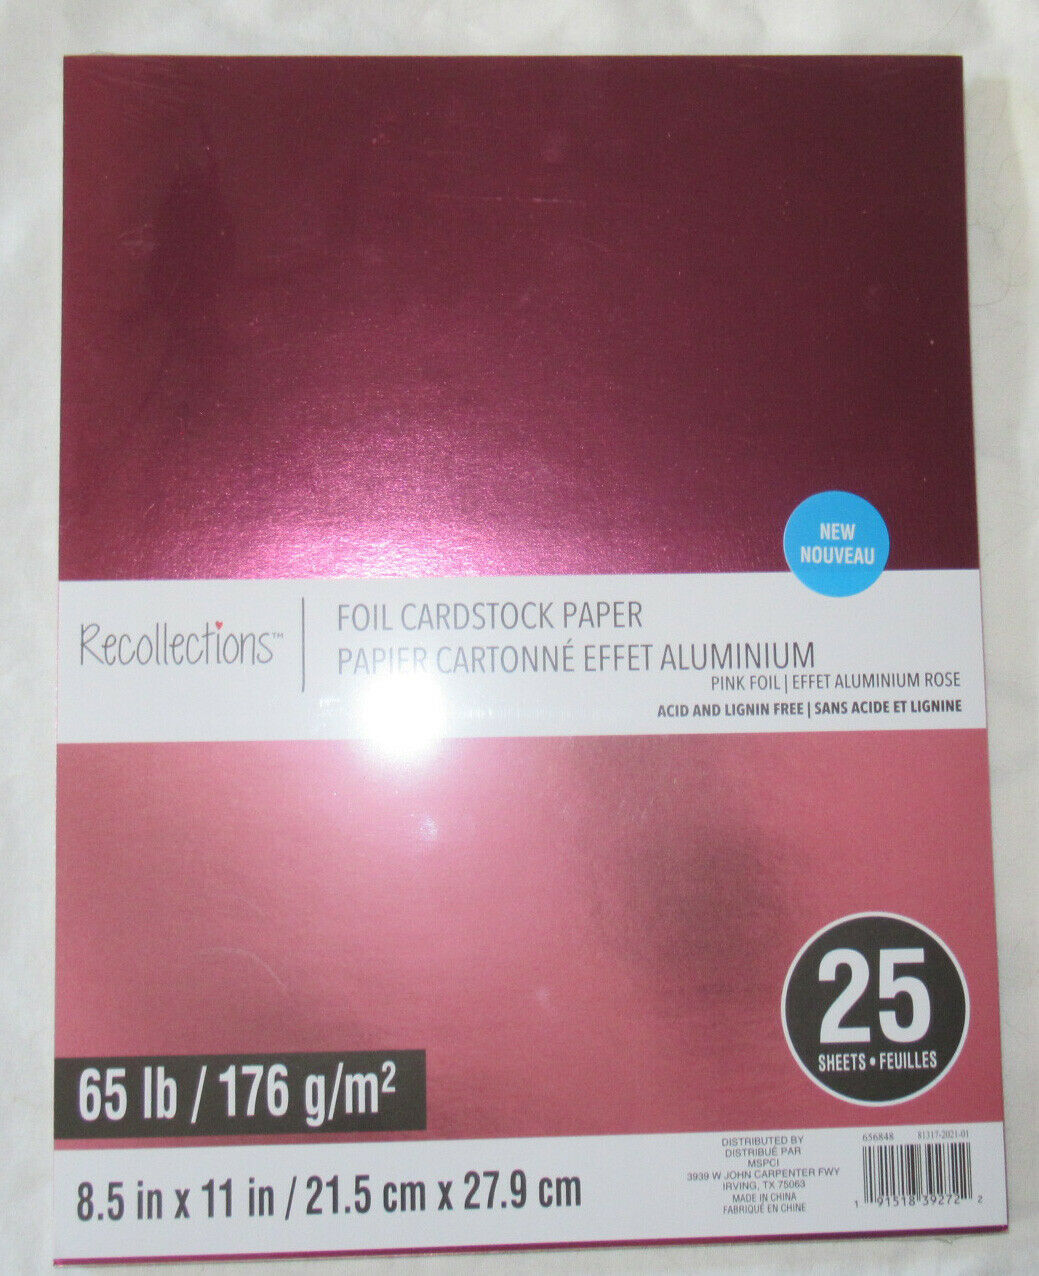 NEW
NOUVEAU
Recollections™
FOIL CARDSTOCK PAPER
PAPIER CARTONNÉ EFFET ALUMINIUM
PINK FOIL | EFFET ALUMINIUM ROSE
ACID AND LIGNIN FREE | SANS ACIDE ET LIGNINE
25
SHEETS • FEUILLES
65 lb / 176 g/m²
8.5 in x 11 in / 21.5 cm x 27.9 cm
DISTRIBUTED BY
DISTRIBUÉ PAR
MSPCI
3939 W JOHN CARPENTER FWY
IRVING, TX 75063
MADE IN CHINA
FABRIQUÉ EN CHINE
656848 81317-2021-01
1 91518 39272 2